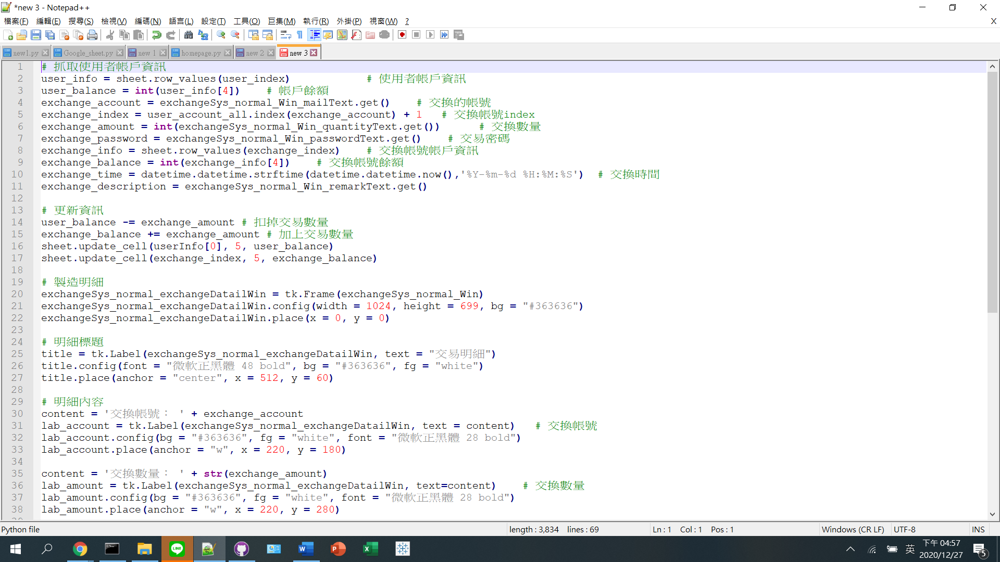 *new 3 - Notepad++
檔案(F) 編輯(E) 搜尋(S) 檢視(V) 編碼(N) 語言(L) 設定(T) 工具(O) 巨集(M) 執行(R) 外掛(P) 視窗(W) ? X
new1.py Google_sheet.py new 1 homepage.py new 2 new 3
1 # 抓取使用者帳戶資訊
2 user_info = sheet.row_values(user_index) # 使用者帳戶資訊
3 user_balance = int(user_info[4]) # 帳戶餘額
4 exchange_account = exchangeSys_normal_Win_mailText.get() # 交換的帳號
5 exchange_index = user_account_all.index(exchange_account) + 1 # 交換帳號index
6 exchange_amount = int(exchangeSys_normal_Win_quantityText.get()) # 交換數量
7 exchange_password = exchangeSys_normal_Win_passwordText.get() # 交易密碼
8 exchange_info = sheet.row_values(exchange_index) # 交換帳號帳戶資訊
9 exchange_balance = int(exchange_info[4]) # 交換帳號餘額
10 exchange_time = datetime.datetime.strftime(datetime.datetime.now(),'%Y-%m-%d %H:%M:%S') # 交換時間
11 exchange_description = exchangeSys_normal_Win_remarkText.get()
12
13 # 更新資訊
14 user_balance -= exchange_amount # 扣掉交易數量
15 exchange_balance += exchange_amount # 加上交易數量
16 sheet.update_cell(userInfo[0], 5, user_balance)
17 sheet.update_cell(exchange_index, 5, exchange_balance)
18
19 # 製造明細
20 exchangeSys_normal_exchangeDatailWin = tk.Frame(exchangeSys_normal_Win)
21 exchangeSys_normal_exchangeDatailWin.config(width = 1024, height = 699, bg = "#363636")
22 exchangeSys_normal_exchangeDatailWin.place(x = 0, y = 0)
23
24 # 明細標題
25 title = tk.Label(exchangeSys_normal_exchangeDatailWin, text = "交易明細")
26 title.config(font = "微軟正黑體 48 bold", bg = "#363636", fg = "white")
27 title.place(anchor = "center", x = 512, y = 60)
28
29 # 明細內容
30 content = '交換帳號： ' + exchange_account
31 lab_account = tk.Label(exchangeSys_normal_exchangeDatailWin, text = content) # 交換帳號
32 lab_account.config(bg = "#363636", fg = "white", font = "微軟正黑體 28 bold")
33 lab_account.place(anchor = "w", x = 220, y = 180)
34
35 content = '交換數量： ' + str(exchange_amount)
36 lab_amount = tk.Label(exchangeSys_normal_exchangeDatailWin, text=content) # 交換數量
37 lab_amount.config(bg = "#363636", fg = "white", font = "微軟正黑體 28 bold")
38 lab_amount.place(anchor = "w", x = 220, y = 280)
Python file length : 3,834 lines : 69 Ln : 1 Col : 1 Pos : 1 Windows (CR LF) UTF-8 INS
LINE 英 下午 04:57
2020/12/27 5